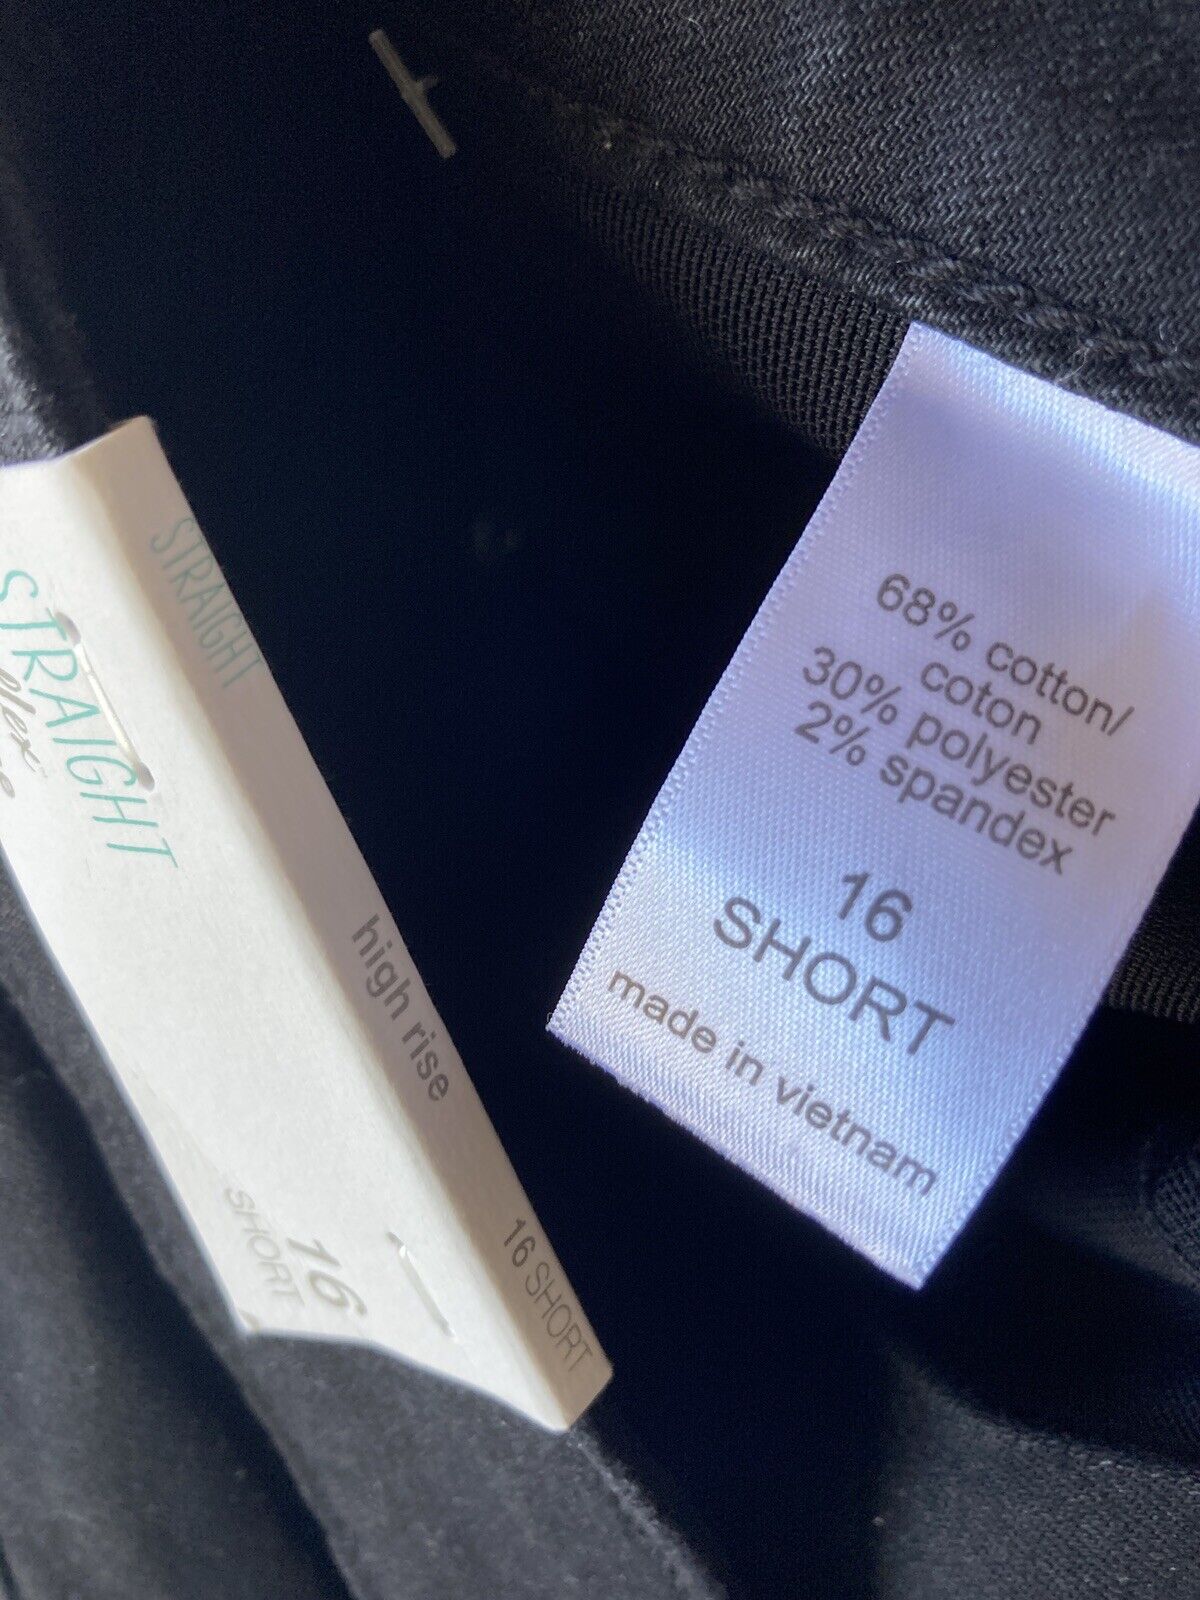 STRAIGHT
flex
STRAIGHT
high rise
16 SHORT
16
SHORT
68% cotton/
coton
30% polyester
2% spandex
16
SHORT
made in vietnam